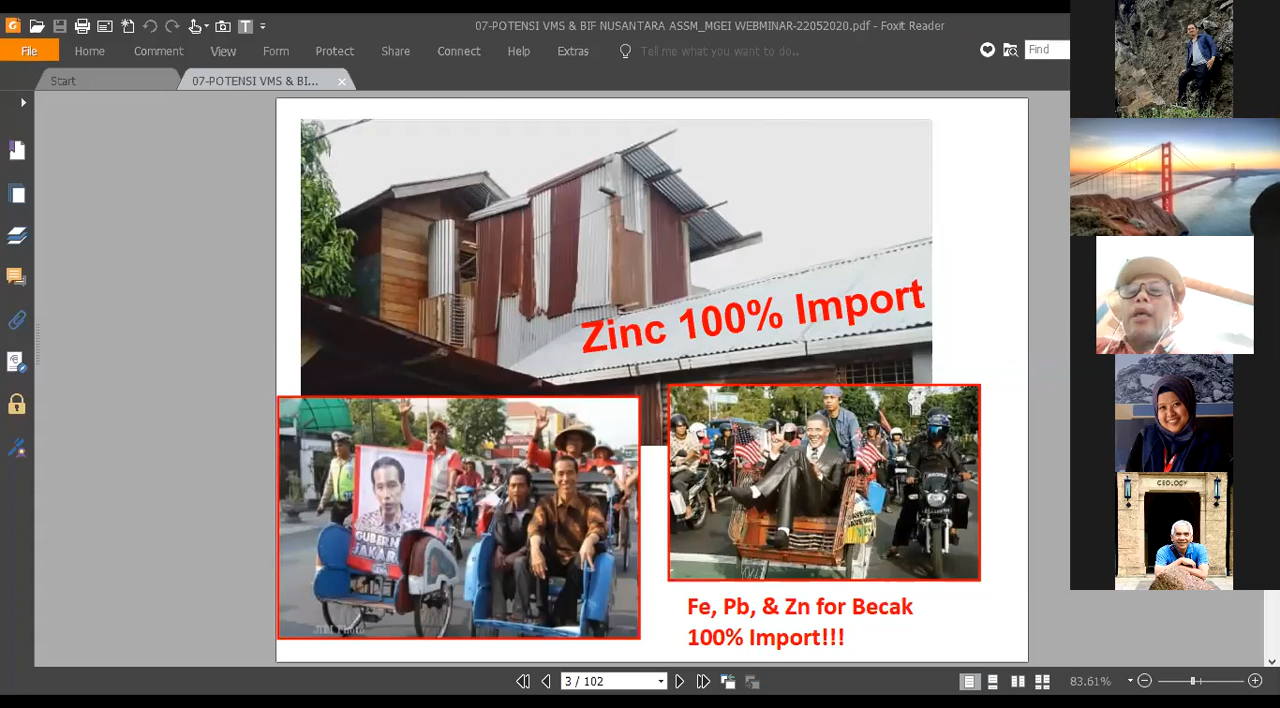 07-POTENSI VMS & BIF NUSANTARA ASSM_MGEI WEBMINAR-22052020.pdf - Foxit Reader
File Home Comment View Form Protect Share Connect Help Extras Tell me what you want to do.. Find
Start 07-POTENSI VMS & BI...
Zinc 100% Import
GUBERN
JAKAR
Fe, Pb, & Zn for Becak
100% Import!!!
GEOLOGY
3 / 102 83.61%